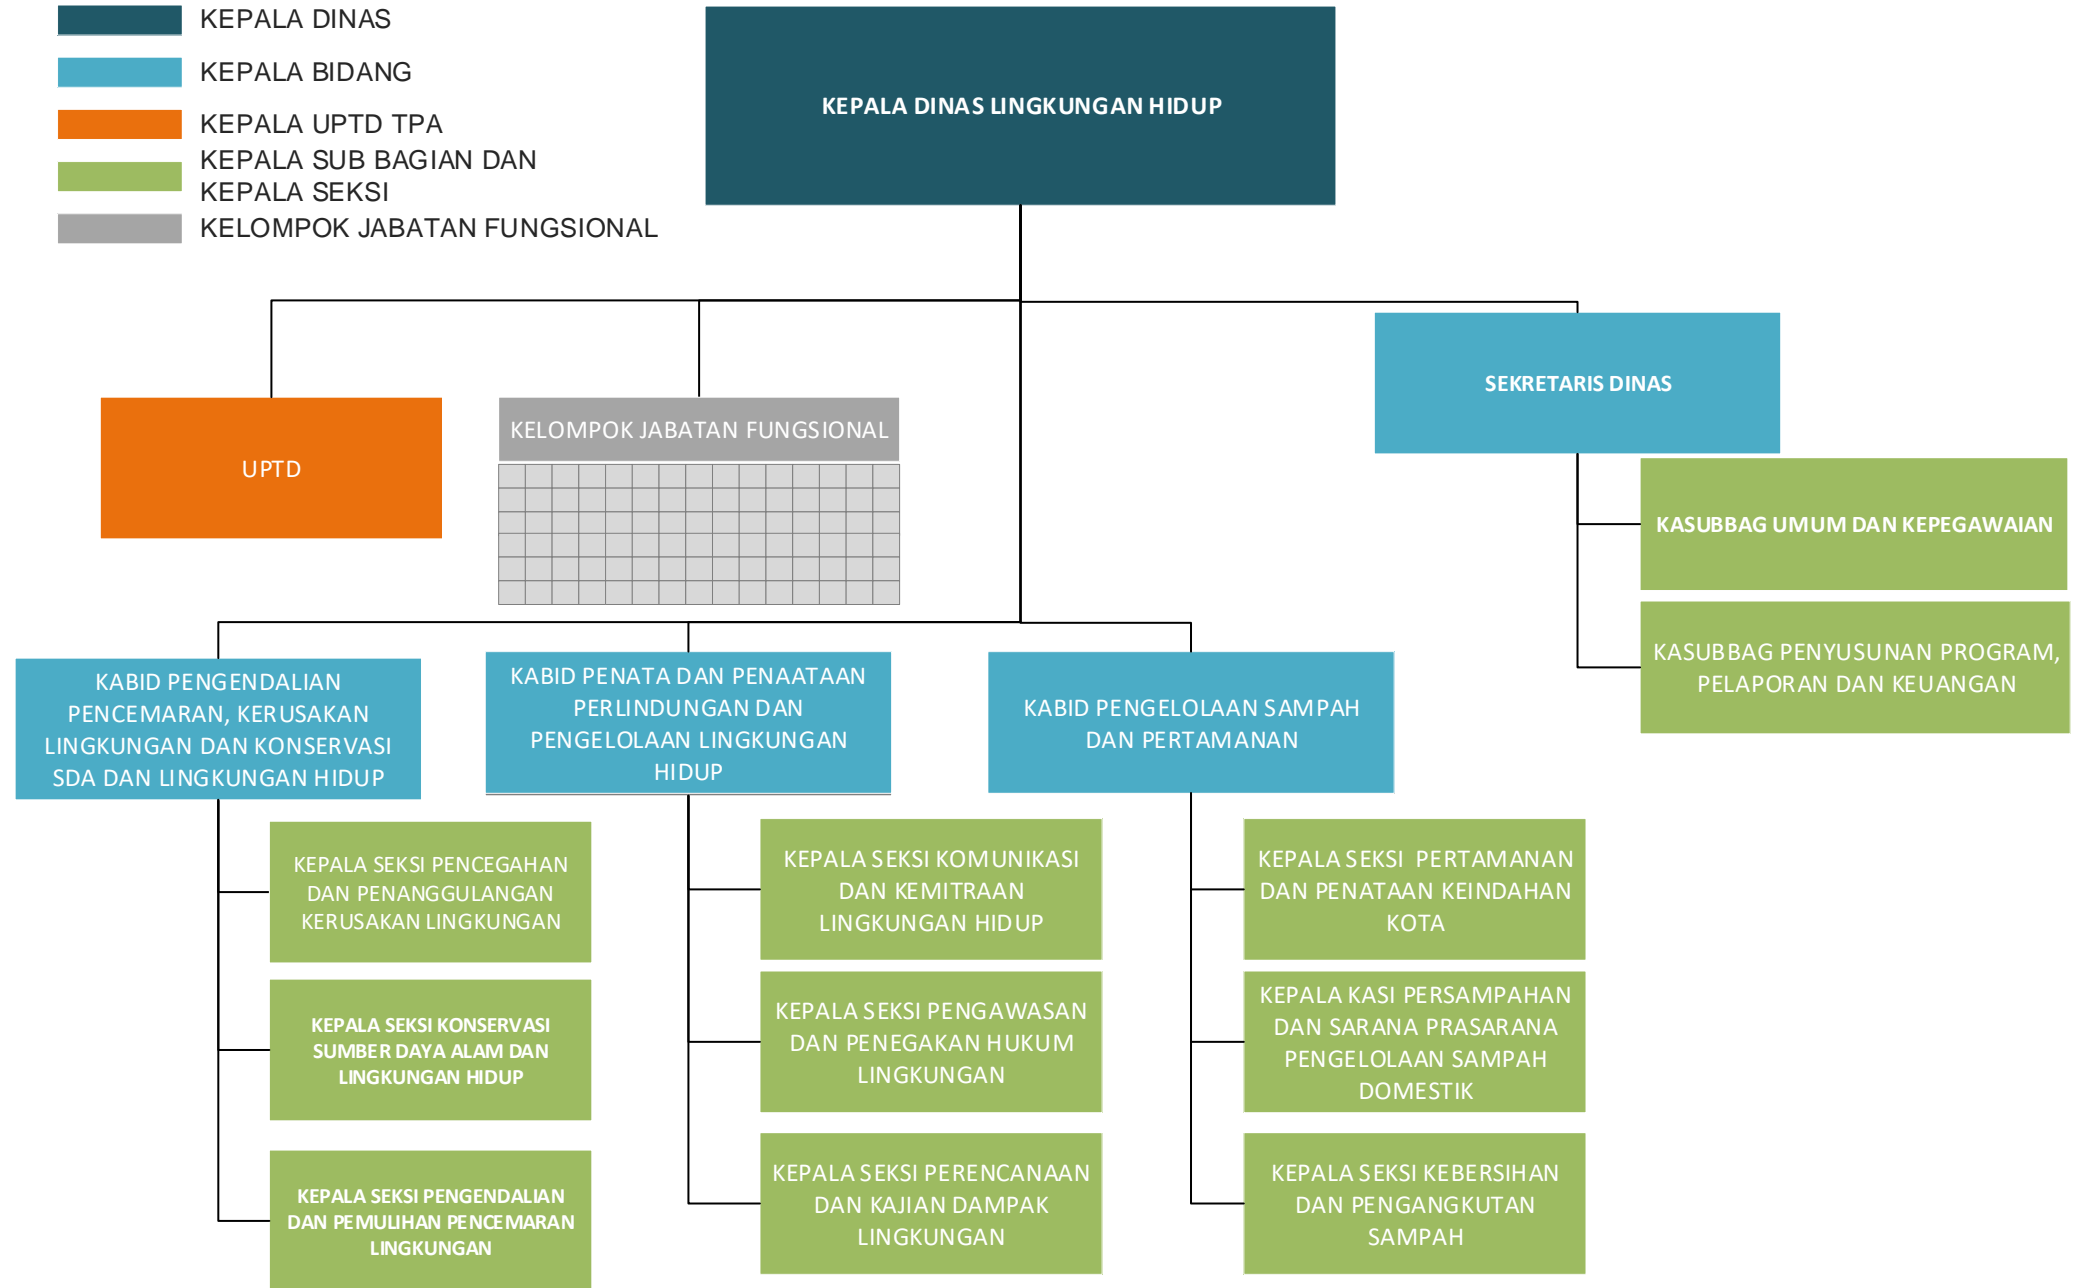 KEPALA DINAS
KEPALA BIDANG
KEPALA UPTD TPA
KEPALA SUB BAGIAN DAN
KEPALA SEKSI
KELOMPOK JABATAN FUNGSIONAL
KEPALA DINAS LINGKUNGAN HIDUP
SEKRETARIS DINAS
UPTD
KELOMPOK JABATAN FUNGSIONAL
KASUBBAG UMUM DAN KEPEGAWAIAN
KASUBBAG PENYUSUNAN PROGRAM,
PELAPORAN DAN KEUANGAN
KABID PENGENDALIAN
PENCEMARAN, KERUSAKAN
LINGKUNGAN DAN KONSERVASI
SDA DAN LINGKUNGAN HIDUP
KABID PENATA DAN PENAATAAN
PERLINDUNGAN DAN
PENGELOLAAN LINGKUNGAN
HIDUP
KABID PENGELOLAAN SAMPAH
DAN PERTAMANAN
KEPALA SEKSI PENCEGAHAN
DAN PENANGGULANGAN
KERUSAKAN LINGKUNGAN
KEPALA SEKSI KONSERVASI
SUMBER DAYA ALAM DAN
LINGKUNGAN HIDUP
KEPALA SEKSI PENGENDALIAN
DAN PEMULIHAN PENCEMARAN
LINGKUNGAN
KEPALA SEKSI KOMUNIKASI
DAN KEMITRAAN
LINGKUNGAN HIDUP
KEPALA SEKSI PENGAWASAN
DAN PENEGAKAN HUKUM
LINGKUNGAN
KEPALA SEKSI PERENCANAAN
DAN KAJIAN DAMPAK
LINGKUNGAN
KEPALA SEKSI PERTAMANAN
DAN PENATAAN KEINDAHAN
KOTA
KEPALA KASI PERSAMPAHAN
DAN SARANA PRASARANA
PENGELOLAAN SAMPAH
DOMESTIK
KEPALA SEKSI KEBERSIHAN
DAN PENGANGKUTAN
SAMPAH